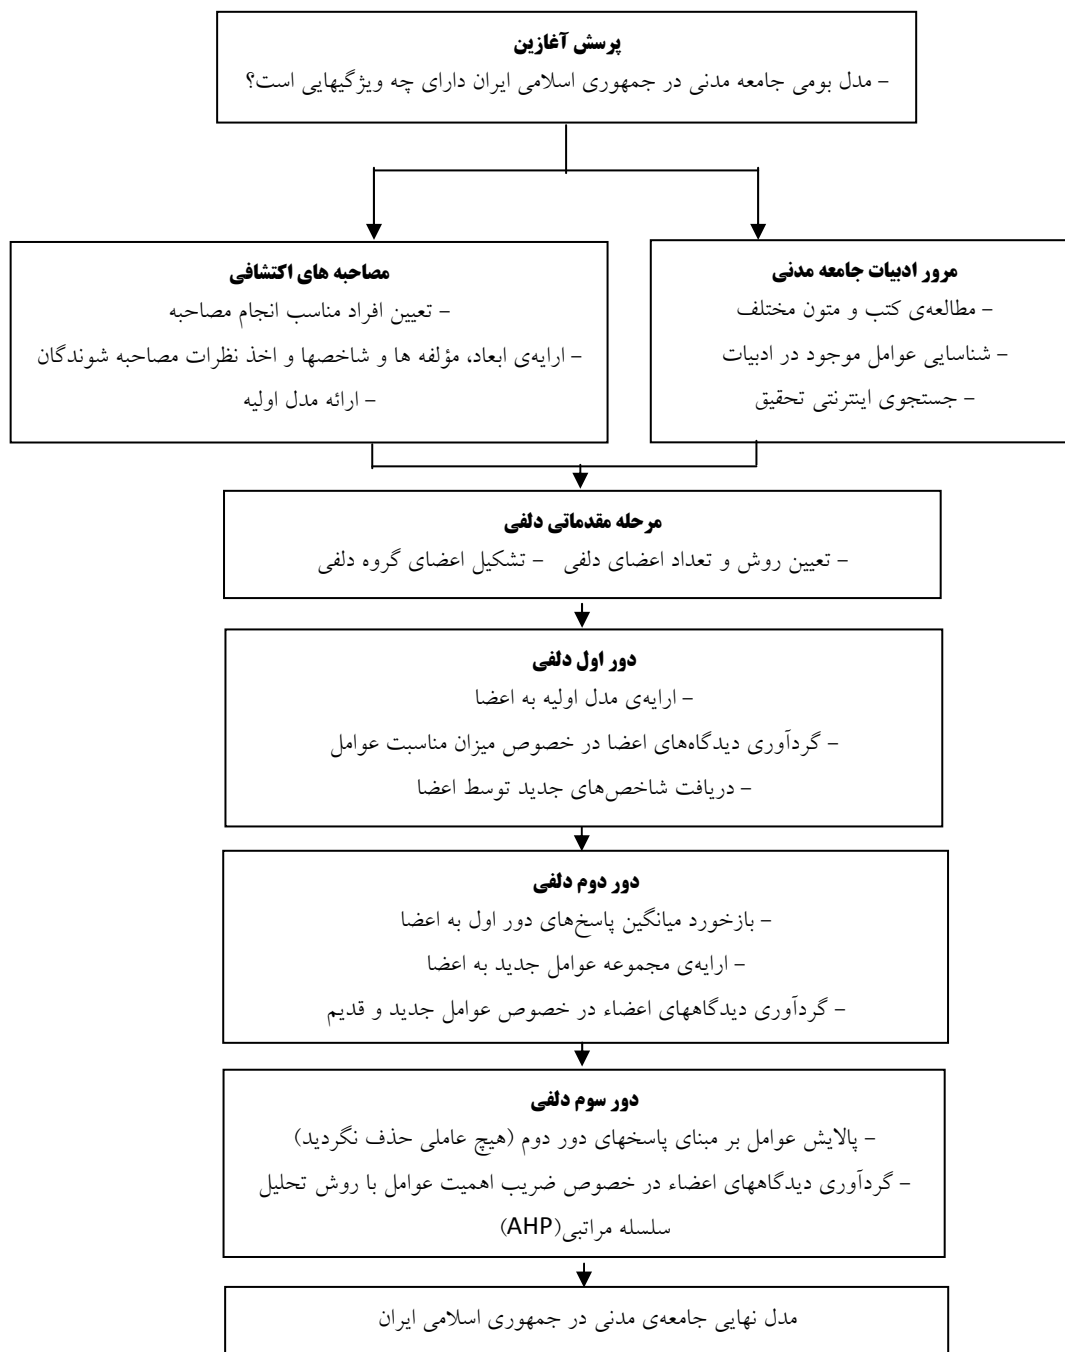 پرسش آغازین
– مدل بومی جامعه مدنی در جمهوری اسلامی ایران دارای چه ویژگیهایی است؟
مرور ادبیات جامعه مدنی
– مطالعه‌ی کتب و متون مختلف
– شناسایی عوامل موجود در ادبیات
– جستجوی اینترنتی تحقیق
مصاحبه های اکتشافی
– تعیین افراد مناسب انجام مصاحبه
– ارایه‌ی ابعاد، مؤلفه ها و شاخصها و اخذ نظرات مصاحبه شوندگان
– ارائه مدل اولیه
مرحله مقدماتی دلفی
– تعیین روش و تعداد اعضای دلفی – تشکیل اعضای گروه دلفی
دور اول دلفی
– ارایه‌ی مدل اولیه به اعضا
– گردآوری دیدگاه‌های اعضا در خصوص میزان مناسبت عوامل
– دریافت شاخص‌های جدید توسط اعضا
دور دوم دلفی
– بازخورد میانگین پاسخ‌های دور اول به اعضا
– ارایه‌ی مجموعه عوامل جدید به اعضا
– گردآوری دیدگاههای اعضاء در خصوص عوامل جدید و قدیم
دور سوم دلفی
– پالایش عوامل بر مبنای پاسخهای دور دوم (هیچ عاملی حذف نگردید)
– گردآوری دیدگاههای اعضاء در خصوص ضریب اهمیت عوامل با روش تحلیل
سلسله مراتبی(AHP)
مدل نهایی جامعه‌ی مدنی در جمهوری اسلامی ایران